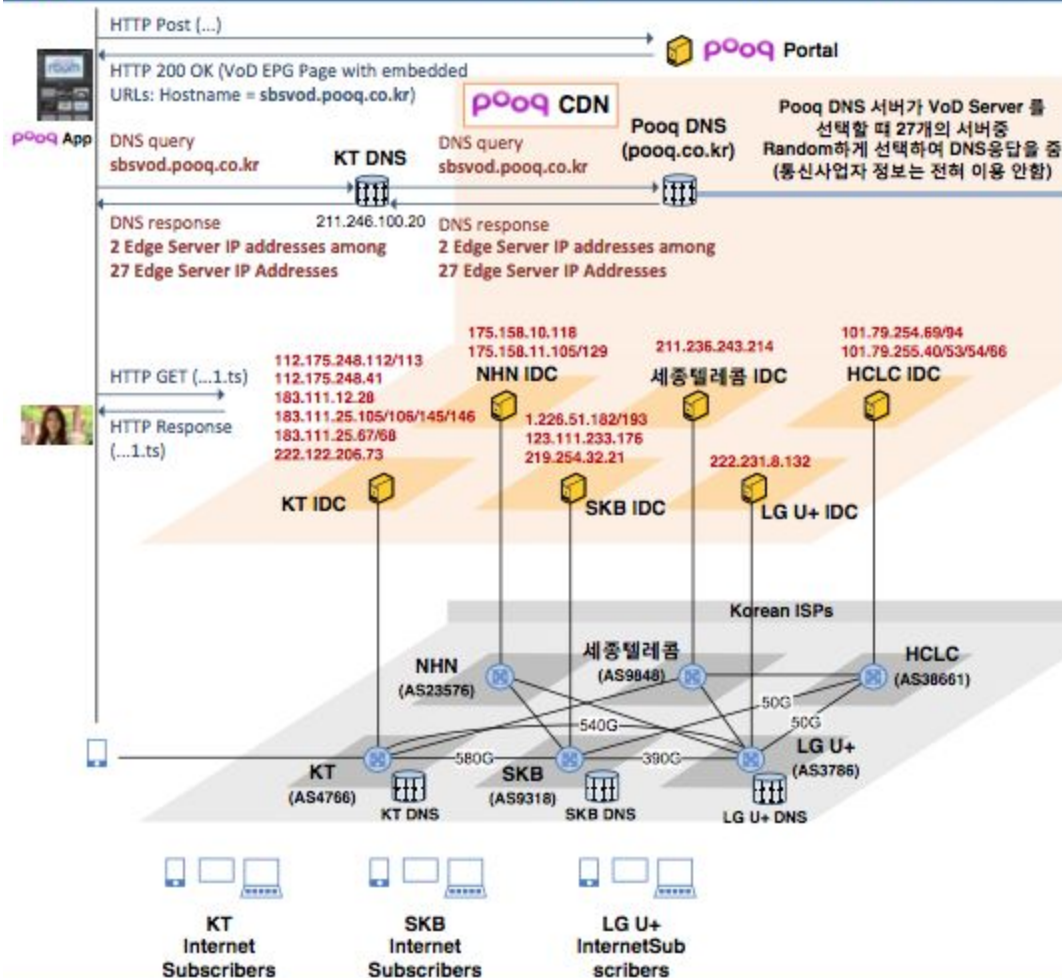 HTTP Post (...)
pooq Portal
HTTP 200 OK (VoD EPG Page with embedded
URLs: Hostname = sbsvod.pooq.co.kr)
pooq App
pooq CDN
Pooq DNS 서버가 VoD Server 를
선택할 때 27개의 서버중
Random하게 선택하여 DNS응답을 줌
(통신사업자 정보는 전혀 이용 안함)
DNS query
sbsvod.pooq.co.kr
KT DNS
211.246.100.20
DNS query
sbsvod.pooq.co.kr
Pooq DNS
(pooq.co.kr)
DNS response
2 Edge Server IP addresses among
27 Edge Server IP Addresses
DNS response
2 Edge Server IP addresses among
27 Edge Server IP Addresses
HTTP GET (...1.ts)
HTTP Response
(...1.ts)
112.175.248.112/113
112.175.248.41
183.111.12.28
183.111.25.105/106/145/146
183.111.25.67/68
222.122.206.73
KT IDC
175.158.10.118
175.158.11.105/129
NHN IDC
1.226.51.182/193
123.111.233.176
219.254.32.21
SKB IDC
211.236.243.214
세종텔레콤 IDC
222.231.8.132
LG U+ IDC
101.79.254.69/94
101.79.255.40/53/54/66
HCLC IDC
Korean ISPs
NHN
(AS23576)
세종텔레콤
(AS9848)
HCLC
(AS38661)
50G
540G
50G
580G
390G
KT
(AS4766)
KT DNS
SKB
(AS9318)
SKB DNS
LG U+
(AS3786)
LG U+ DNS
KT
Internet
Subscribers
SKB
Internet
Subscribers
LG U+
InternetSub
scribers